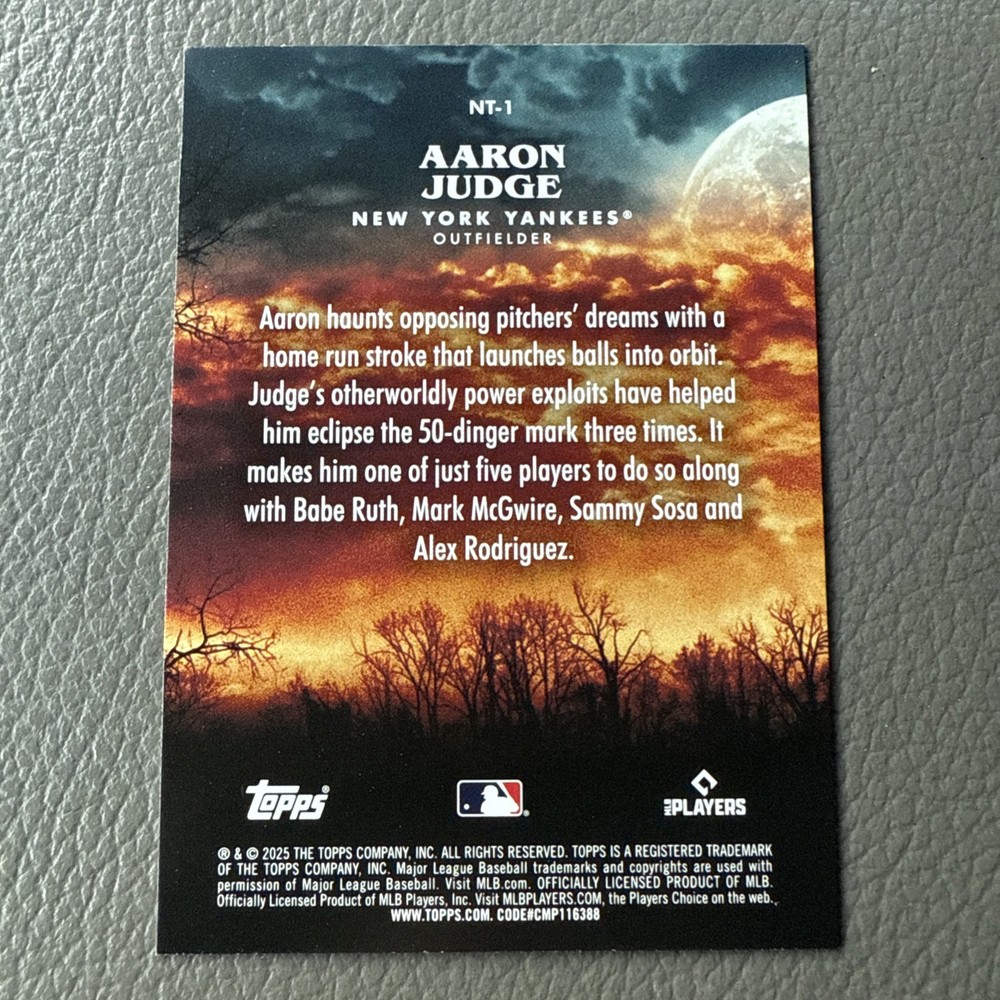 NT-1
AARON
JUDGE
NEW YORK YANKEES®
OUTFIELDER
Aaron haunts opposing pitchers' dreams with a
home run stroke that launches balls into orbit.
Judge's otherworldly power exploits have helped
him eclipse the 50-dinger mark three times. It
makes him one of just five players to do so along
with Babe Ruth, Mark McGwire, Sammy Sosa and
Alex Rodriguez.
topps®
MLB PLAYERS
® & © 2025 THE TOPPS COMPANY, INC. ALL RIGHTS RESERVED. TOPPS IS A REGISTERED TRADEMARK
OF THE TOPPS COMPANY, INC. Major League Baseball trademarks and copyrights are used with
permission of Major League Baseball. Visit MLB.com. OFFICIALLY LICENSED PRODUCT OF MLB.
Officially Licensed Product of MLB Players, Inc. Visit MLBPLAYERS.COM, the Players Choice on the web.
WWW.TOPPS.COM. CODE#CMP116388